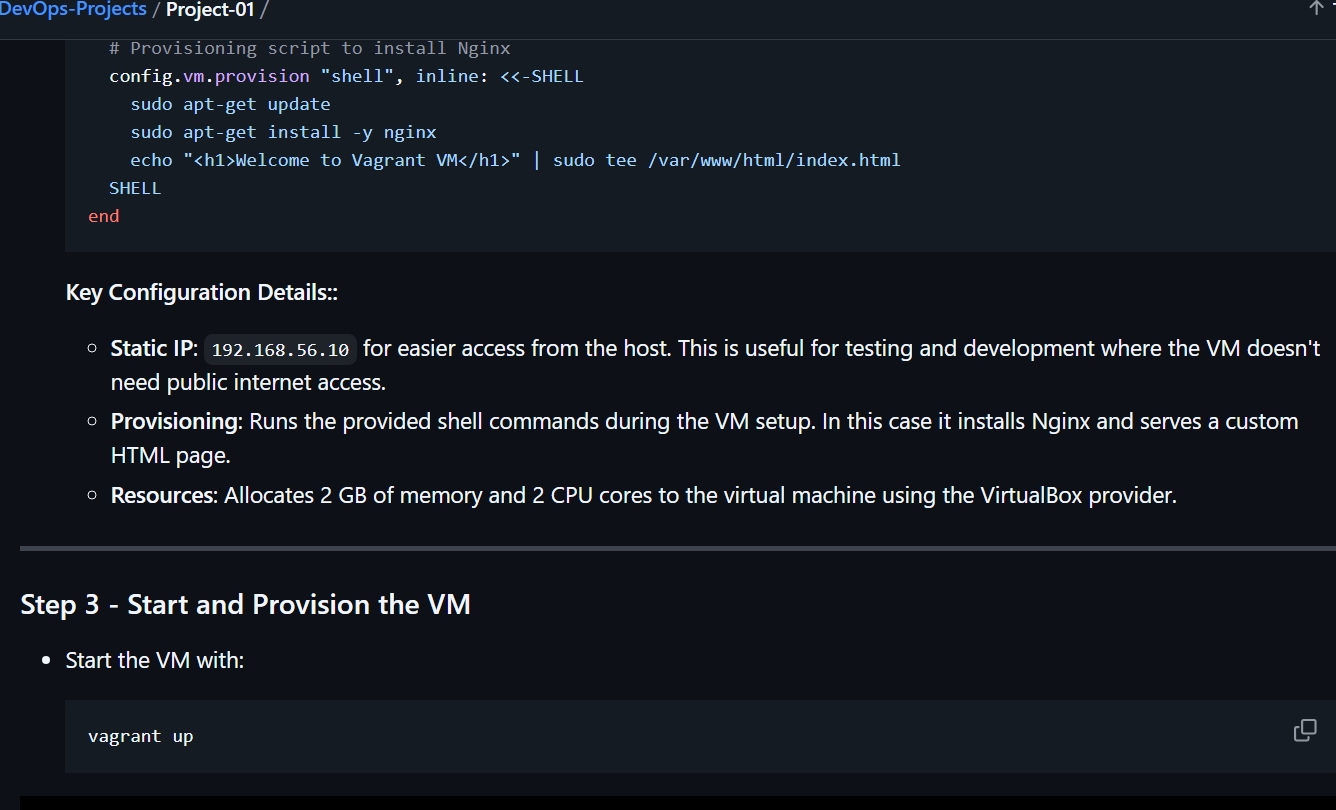 DevOps-Projects / Project-01 /
# Provisioning script to install Nginx
config.vm.provision "shell", inline: <<-SHELL
sudo apt-get update
sudo apt-get install -y nginx
echo "<h1>Welcome to Vagrant VM</h1>" | sudo tee /var/www/html/index.html
SHELL
end
Key Configuration Details::
Static IP: 192.168.56.10 for easier access from the host. This is useful for testing and development where the VM doesn't
need public internet access.
Provisioning: Runs the provided shell commands during the VM setup. In this case it installs Nginx and serves a custom
HTML page.
Resources: Allocates 2 GB of memory and 2 CPU cores to the virtual machine using the VirtualBox provider.
Step 3 - Start and Provision the VM
Start the VM with:
vagrant up